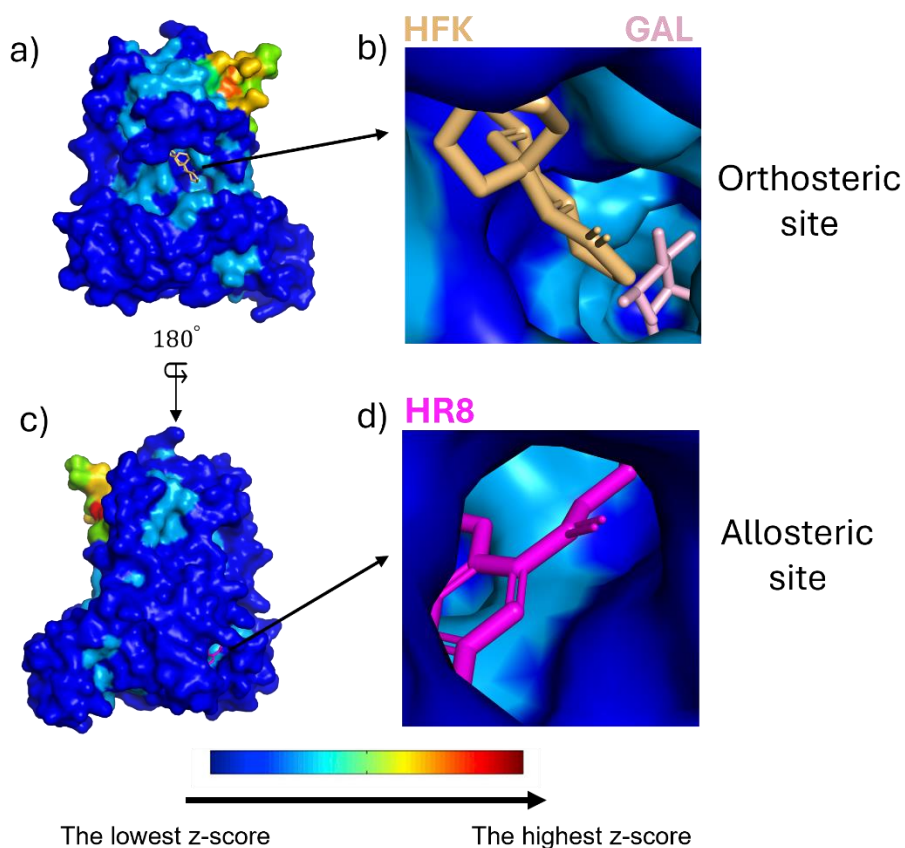 a)
b)
HFK
GAL
Orthosteric
site
180°
c)
d)
HR8
Allosteric
site
The lowest z-score
The highest z-score